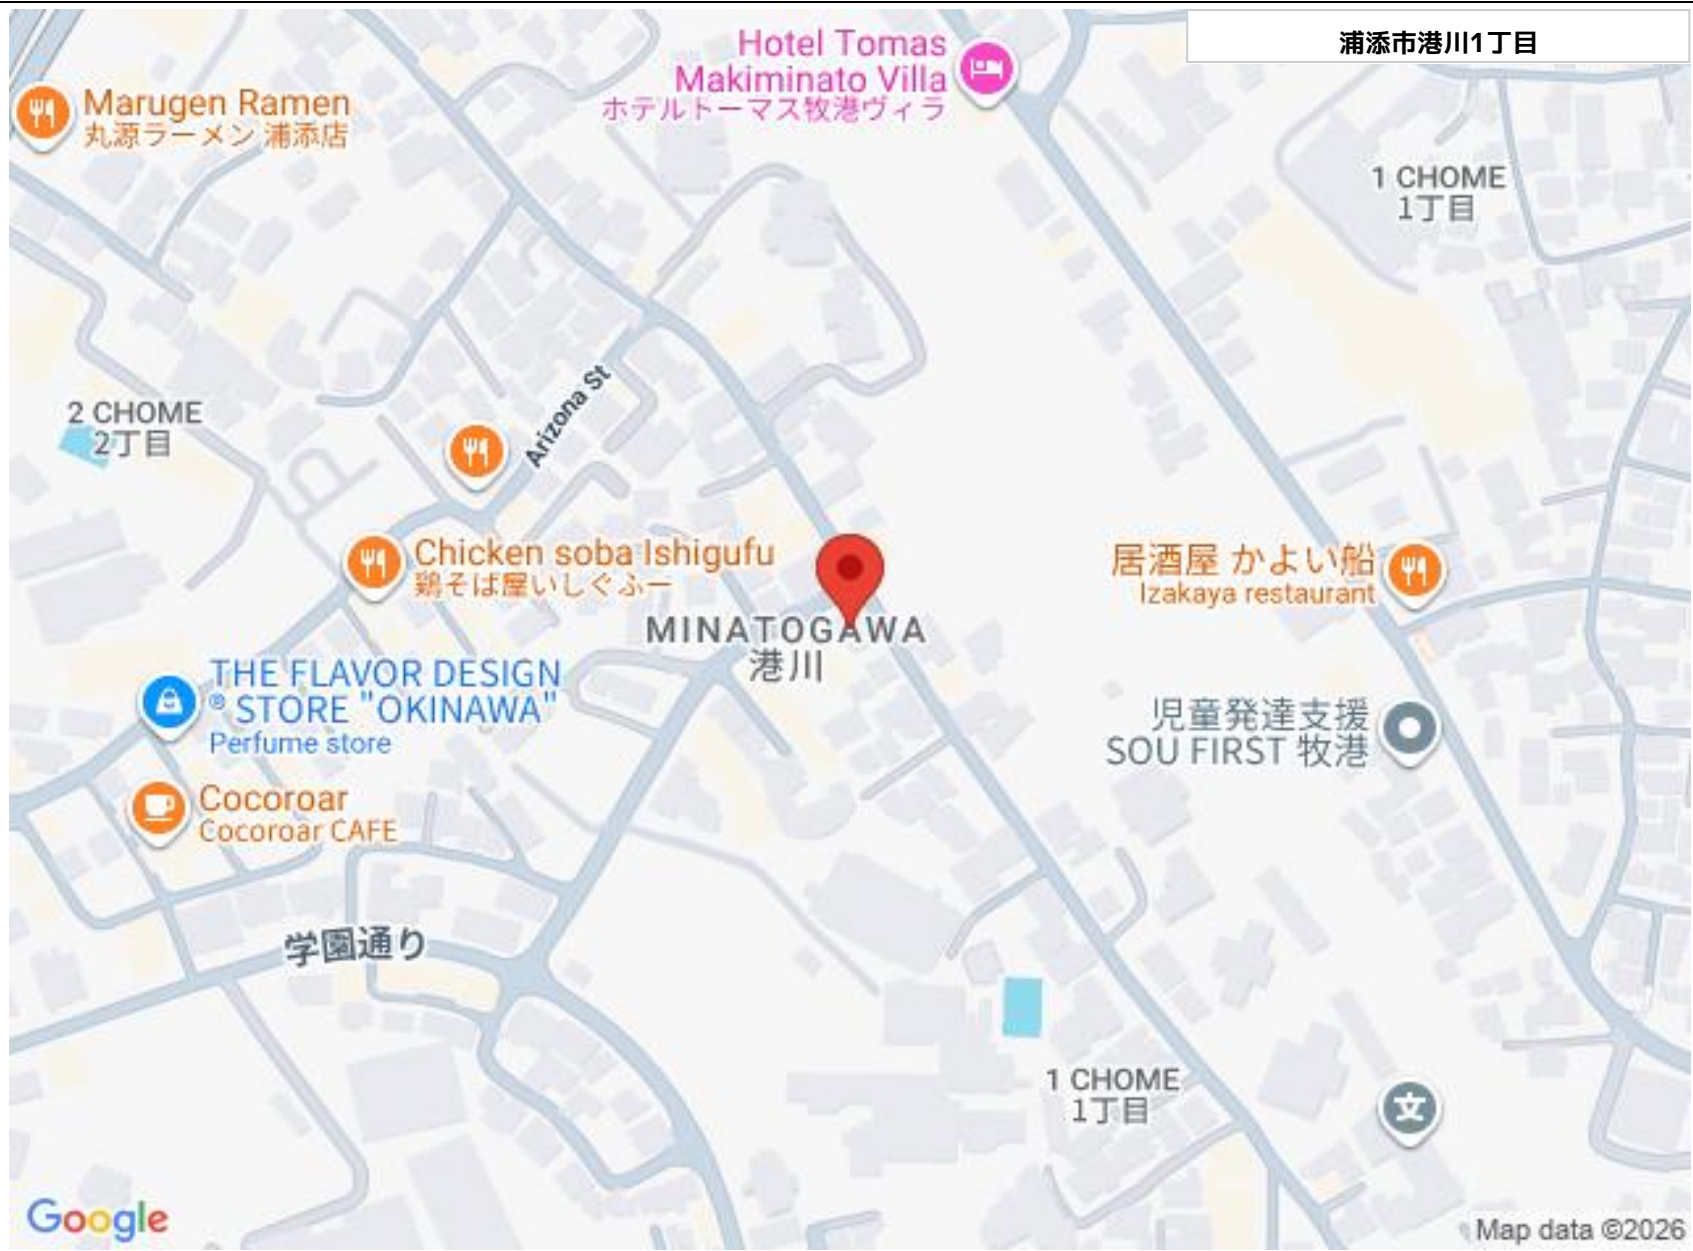 浦添市港川1丁目
Hotel Tomas
Makiminato Villa
ホテルトーマス牧港ヴィラ
Marugen Ramen
丸源ラーメン 浦添店
1 CHOME
1丁目
Arizona St
2 CHOME
2丁目
Chicken soba Ishigufu
鶏そば屋いしぐふー
居酒屋 かよい船
Izakaya restaurant
MINATOGAWA
港川
THE FLAVOR DESIGN
® STORE "OKINAWA"
Perfume store
児童発達支援
SOU FIRST 牧港
Cocoroar
Cocoroar CAFE
学園通り
1 CHOME
1丁目
文
Google
Map data ©2026